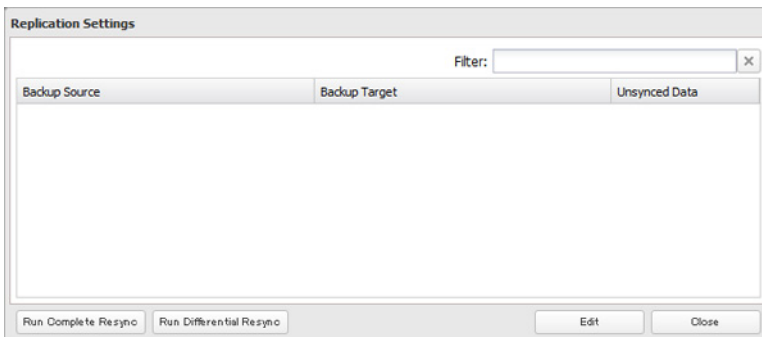 Replication Settings
Filter:
Backup Source Backup Target Unsynced Data
Run Complete Resync Run Differential Resync Edit Close